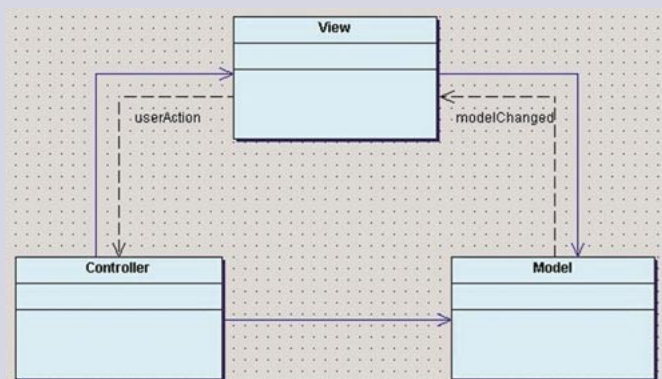 View
userAction
modelChanged
Controller
Model